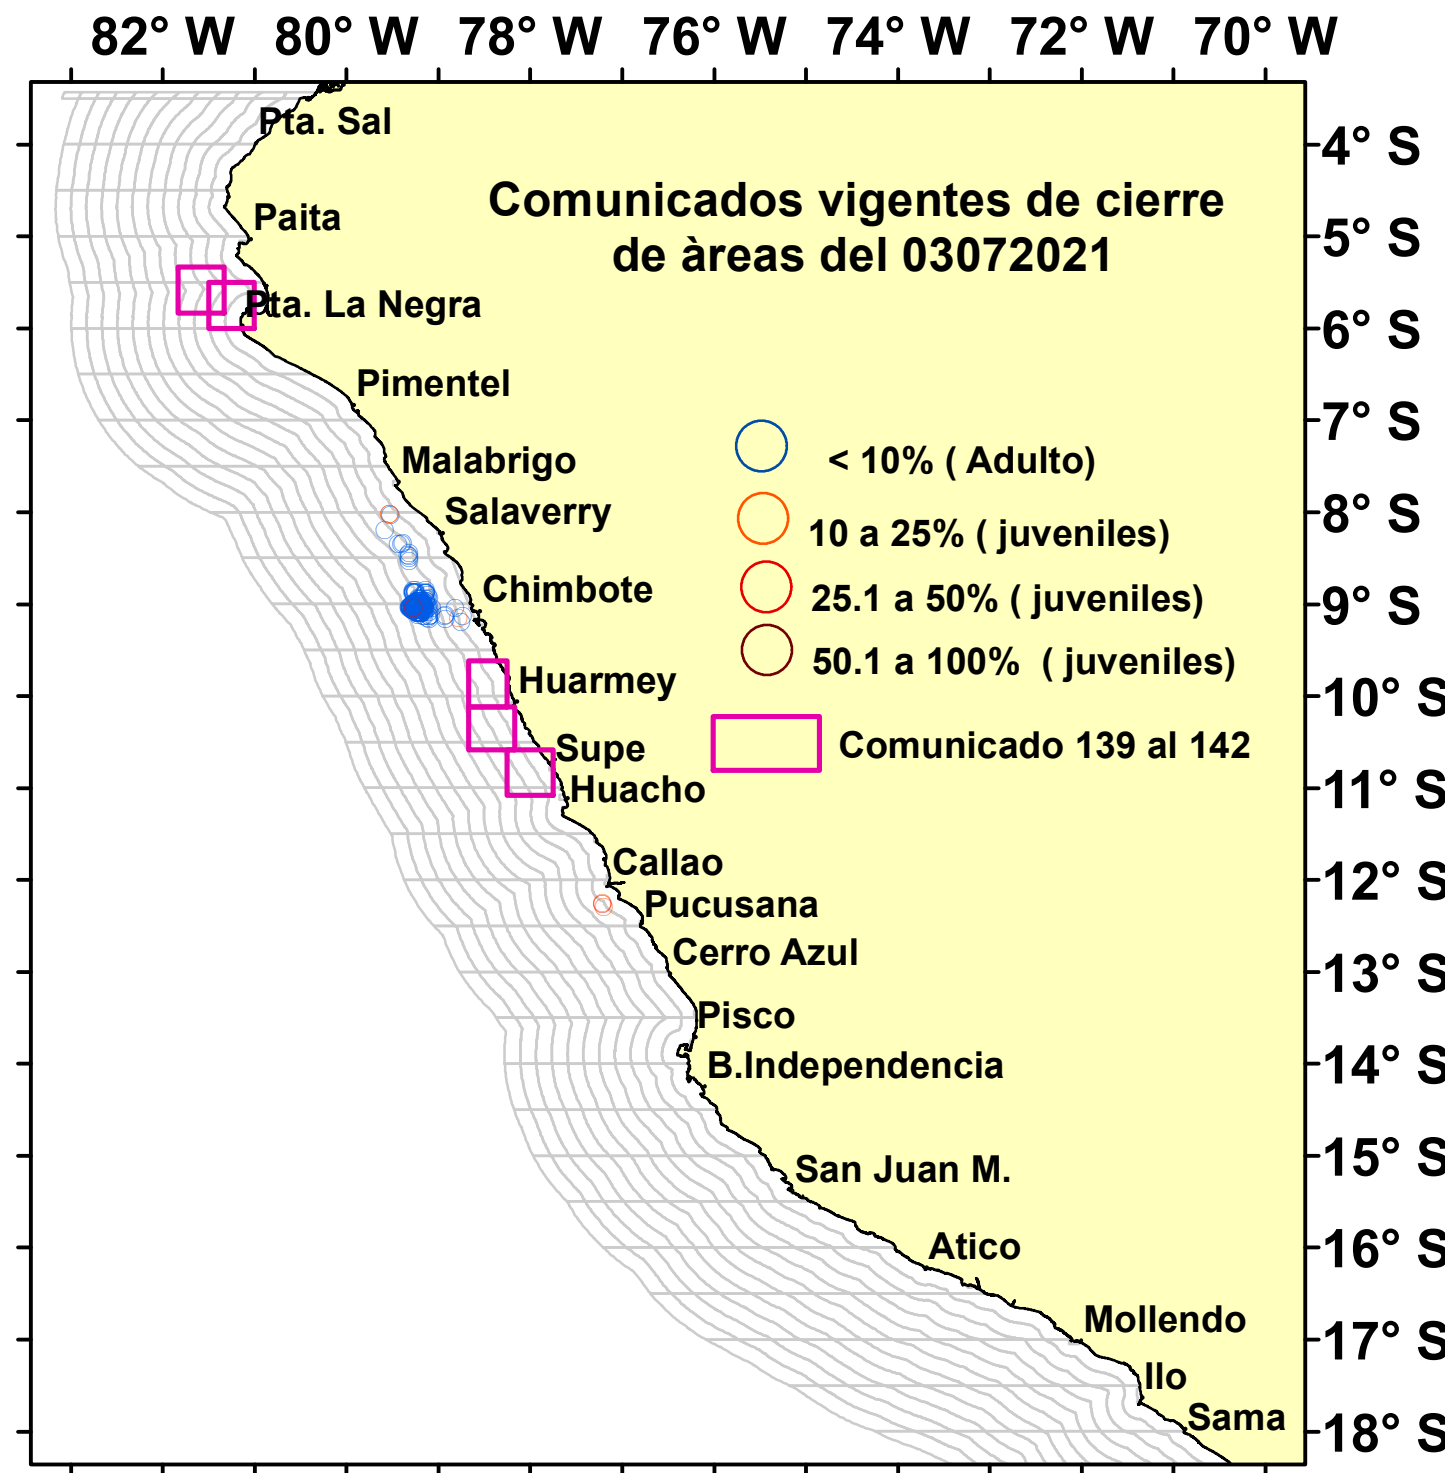 82° W 80° W 78° W 76° W 74° W 72° W 70° W
Pta. Sal
4° S
Comunicados vigentes de cierre
de àreas del 03072021
Paita
5° S
Pta. La Negra
6° S
Pimentel
7° S
Malabrigo
< 10% ( Adulto)
Salaverry
8° S
10 a 25% ( juveniles)
Chimbote
9° S
25.1 a 50% ( juveniles)
50.1 a 100% ( juveniles)
Huarmey
10° S
Supe
Comunicado 139 al 142
Huacho
11° S
Callao
12° S
Pucusana
Cerro Azul
13° S
Pisco
14° S
B.Independencia
15° S
San Juan M.
16° S
Atico
Mollendo
17° S
Ilo
Sama
18° S